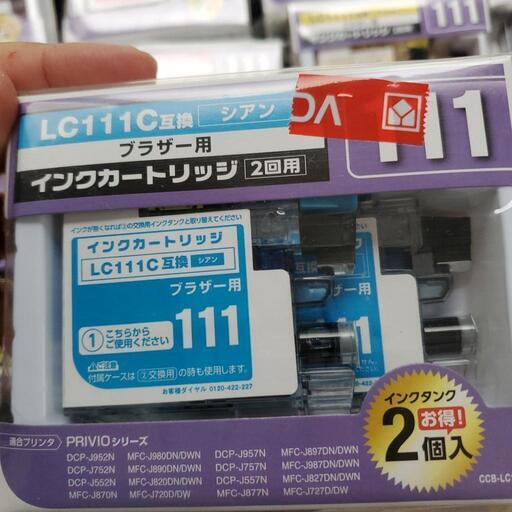 111
LC111C互換 シアン
DA
111
ブラザー用
インクカートリッジ 2回用
インクが無くなれば②の交換用インクタンクと取り替えてください
インクカートリッジ
LC111C互換 シアン
ブラザー用
①こちらから
ご使用ください
111
ご注意
付属ケースは②交換用の時も使用します。
お客様ダイヤル 0120-422-227
インクタンク
お得!
2個入
適合プリンタ PRIVIOシリーズ
DCP-J952N MFC-J980DN/DWN DCP-J957N MFC-J897DN/DWN
DCP-J752N MFC-J890DN/DWN DCP-J757N MFC-J987DN/DWN
DCP-J552N MFC-J820DN/DWN DCP-J557N MFC-J827DN/DWN
MFC-J870N MFC-J720D/DW MFC-J877N MFC-J727D/DW
CCB-LC